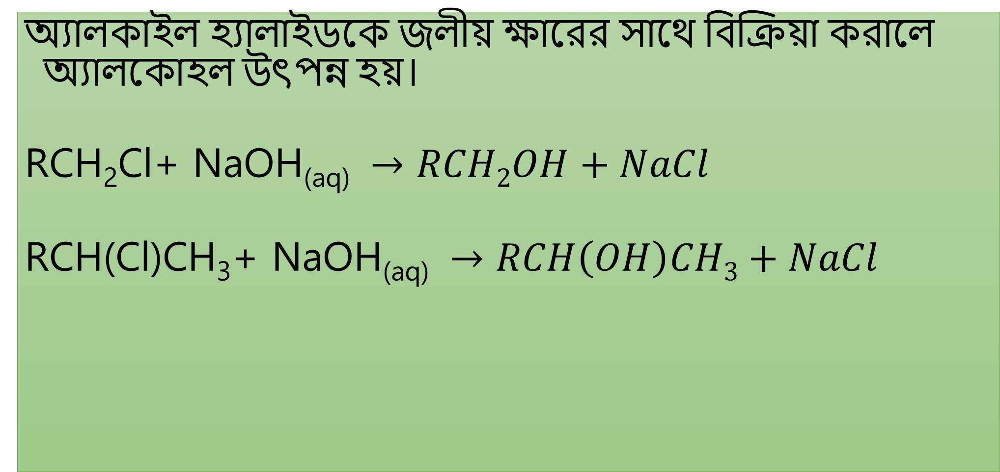 অ্যালকাইল হ্যালাইডকে জলীয় ক্ষারের সাথে বিক্রিয়া করালে
অ্যালকোহল উৎপন্ন হয়।
RCH₂Cl+ NaOH₍aq₎ → RCH₂OH + NaCl
RCH(Cl)CH₃+ NaOH₍aq₎ → RCH(OH)CH₃ + NaCl